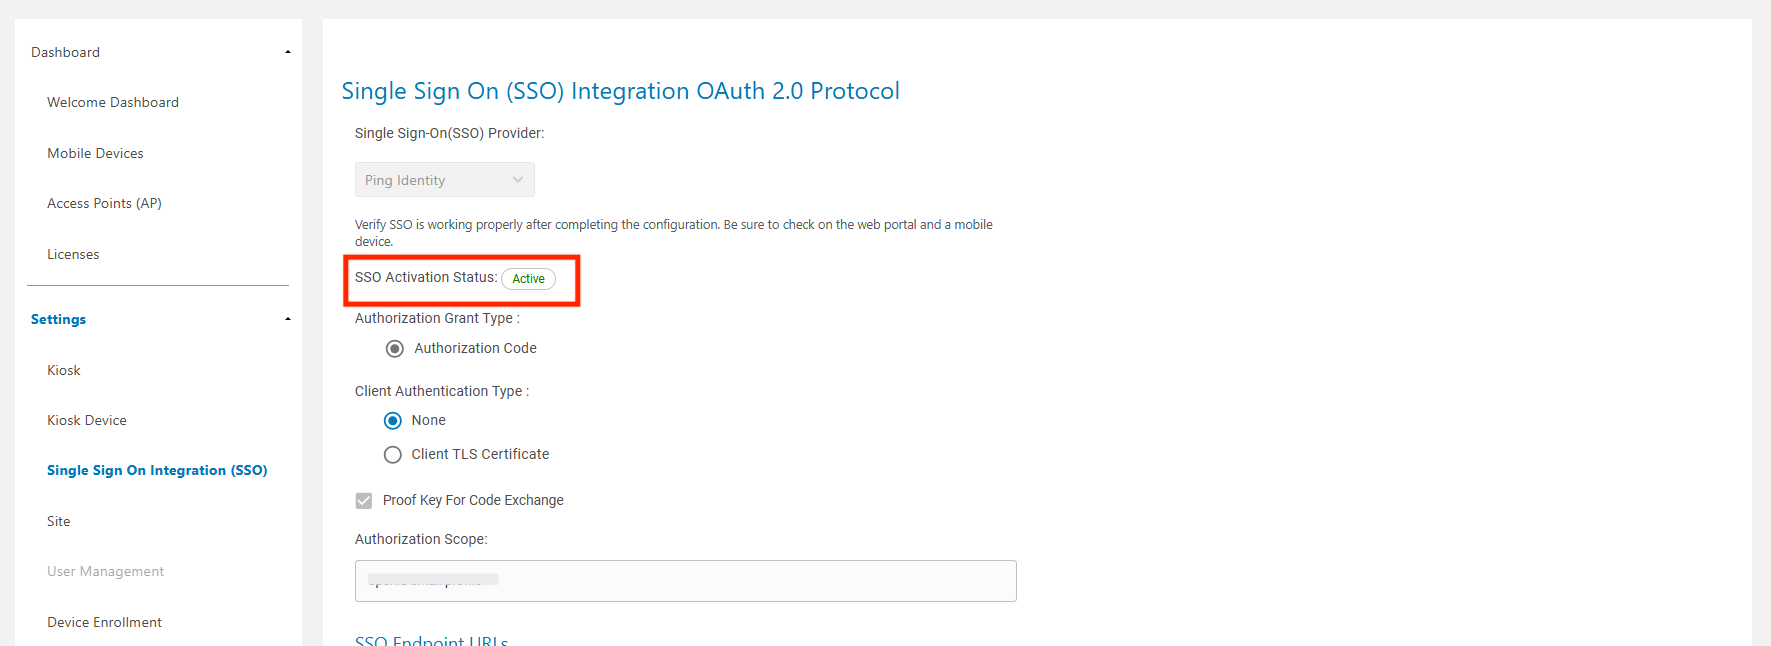 Dashboard
Welcome Dashboard
Mobile Devices
Access Points (AP)
Licenses
Settings
Kiosk
Kiosk Device
Single Sign On Integration (SSO)
Site
User Management
Device Enrollment
Single Sign On (SSO) Integration OAuth 2.0 Protocol
Single Sign-On(SSO) Provider:
Ping Identity
Verify SSO is working properly after completing the configuration. Be sure to check on the web portal and a mobile
device.
SSO Activation Status: Active
Authorization Grant Type :
Authorization Code
Client Authentication Type :
None
Client TLS Certificate
Proof Key For Code Exchange
Authorization Scope:
SSO Endpoint URLs